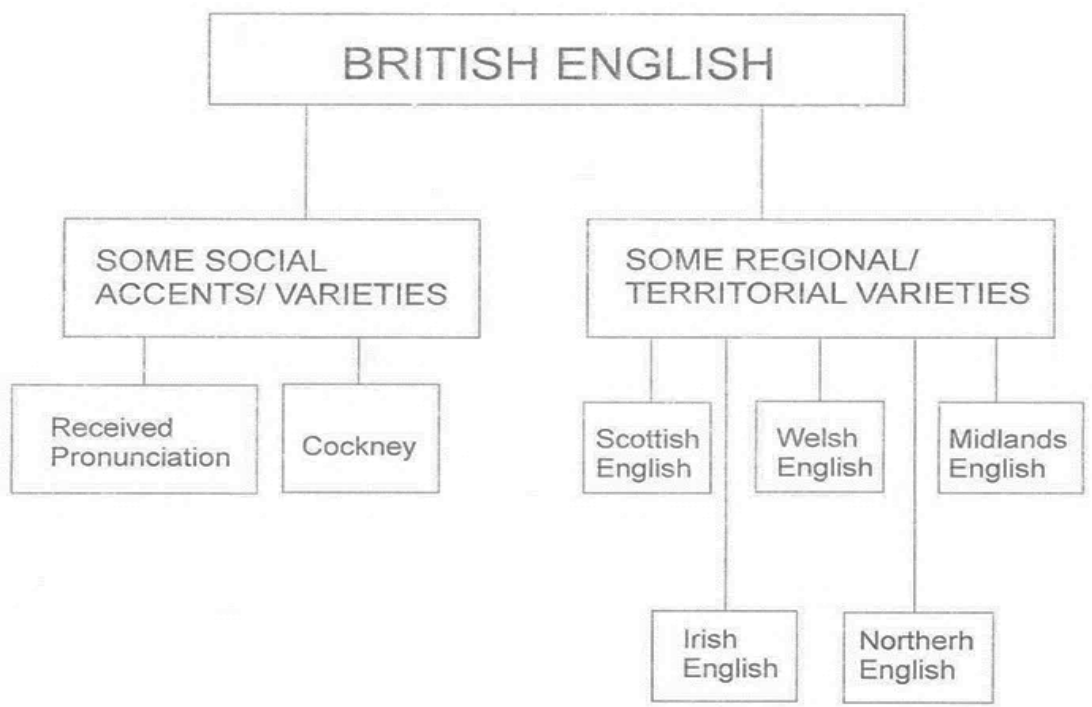 BRITISH ENGLISH
SOME SOCIAL
ACCENTS/ VARIETIES
SOME REGIONAL/
TERRITORIAL VARIETIES
Received
Pronunciation
Cockney
Scottish
English
Welsh
English
Midlands
English
Irish
English
Northerh
English